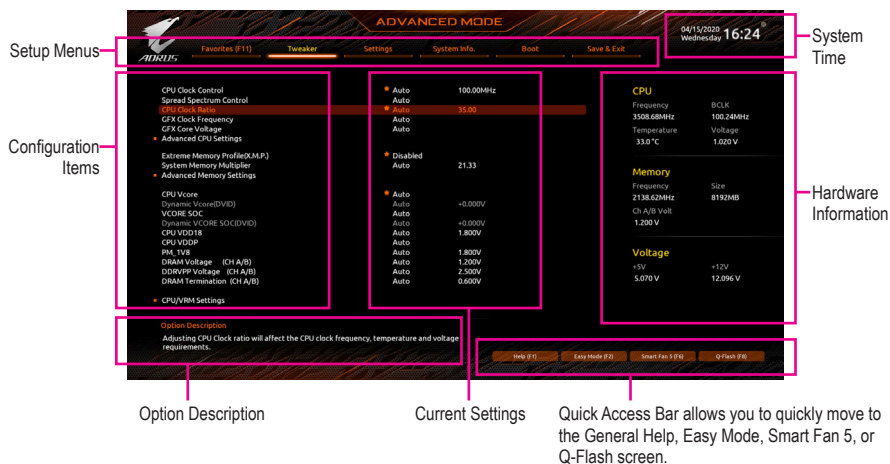 ADVANCED MODE
04/15/2020
Wednesday
16:24
System
Time
Setup Menus
AORUS
Favorites (F11)
Tweaker
Settings
System Info.
Boot
Save & Exit
Configuration
Items
CPU Clock Control
Auto
100.00MHz
Spread Spectrum Control
Auto
CPU Clock Ratio
Auto
35.00
GFX Clock Frequency
Auto
GFX Core Voltage
Auto
Advanced CPU Settings
Extreme Memory Profile(X.M.P.)
Disabled
System Memory Multiplier
Auto
21.33
Advanced Memory Settings
CPU Vcore
Auto
Dynamic Vcore(DVID)
Auto
+0.000V
VCORE SOC
Auto
Dynamic VCORE SOC(DVID)
Auto
+0.000V
CPU VDD18
Auto
1.800V
CPU VDDP
Auto
PM_1V8
Auto
1.800V
DRAM Voltage (CH A/B)
Auto
1.200V
DDRVPP Voltage (CH A/B)
Auto
2.500V
DRAM Termination (CH A/B)
Auto
0.600V
CPU/VRM Settings
CPU
Frequency
BCLK
3508.68MHz
100.24MHz
Temperature
Voltage
33.0 °C
1.020 V
Memory
Frequency
Size
2138.62MHz
8192MB
Ch A/B Volt
1.200 V
Voltage
+5V
+12V
5.070 V
12.096 V
Hardware
Information
Option Description
Adjusting CPU Clock ratio will affect the CPU clock frequency, temperature and voltage
requirements.
Help (F1)
Easy Mode (F2)
Smart Fan 5 (F6)
Q-Flash (F8)
Option Description
Current Settings
Quick Access Bar allows you to quickly move to
the General Help, Easy Mode, Smart Fan 5, or
Q-Flash screen.